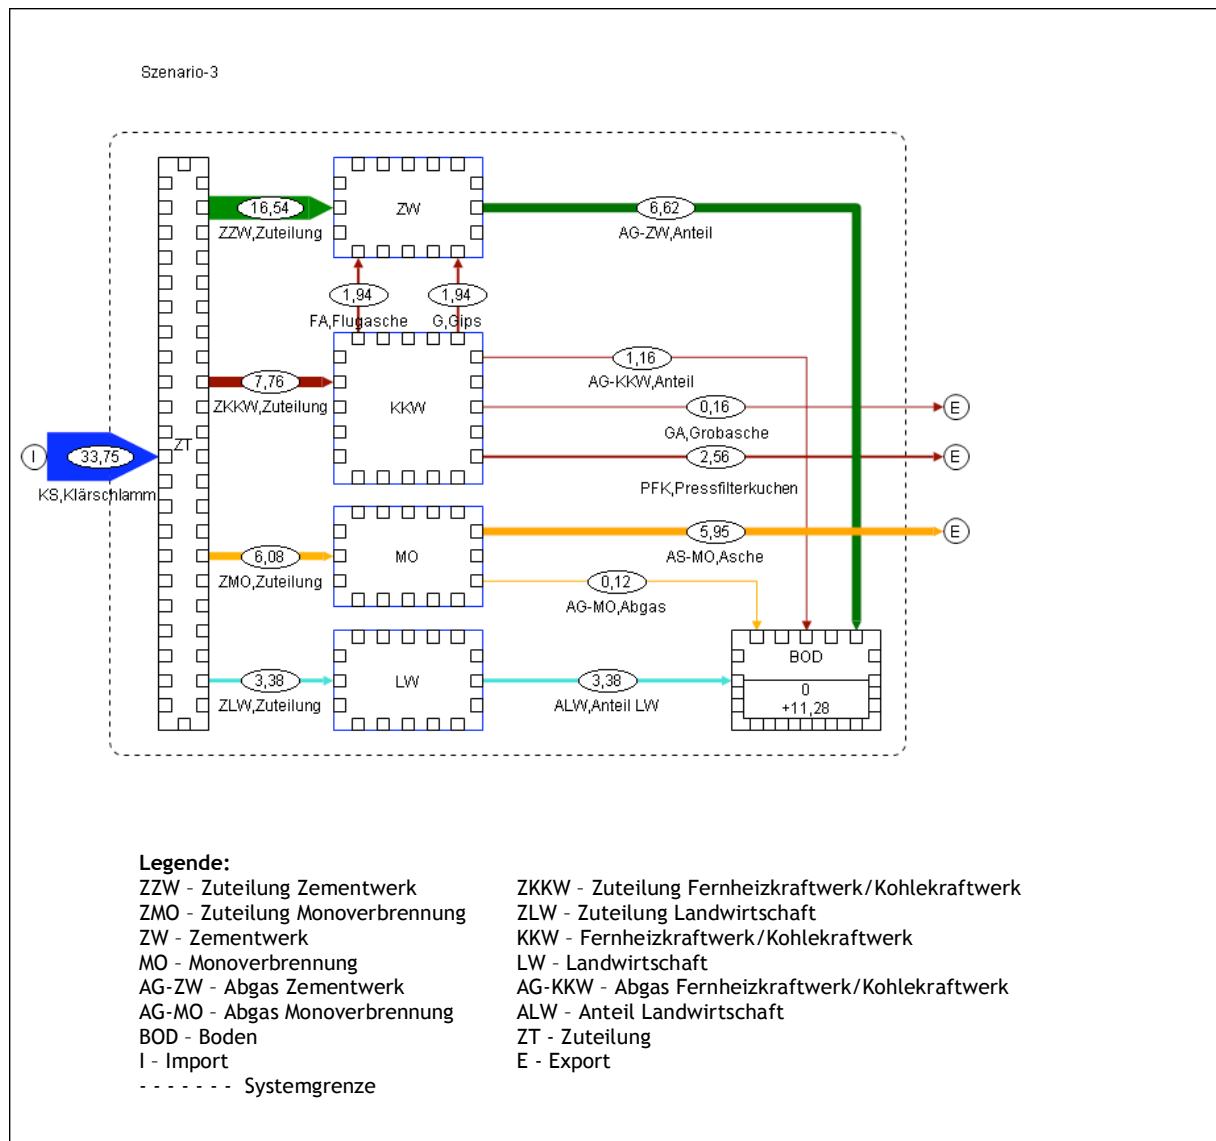 Szenario-3
16,54
ZZW,Zuteilung
ZW
6,62
AG-ZW,Anteil
1,94
FA,Flugasche
1,94
G,Gips
7,76
ZKKW,Zuteilung
KKW
1,16
AG-KKW,Anteil
0,16
GA,Grobasche
E
I
33,75
KS,Klärschlamm
ZT
2,56
PFK,Pressfilterkuchen
E
6,08
ZMO,Zuteilung
MO
5,95
AS-MO,Asche
E
0,12
AG-MO,Abgas
3,38
ZLW,Zuteilung
LW
3,38
ALW,Anteil LW
BOD
0
+11,28
Legende:
ZZW – Zuteilung Zementwerk
ZMO – Zuteilung Monoverbrennung
ZW – Zementwerk
MO – Monoverbrennung
AG-ZW – Abgas Zementwerk
AG-MO – Abgas Monoverbrennung
BOD – Boden
I – Import
- - - - - - - Systemgrenze
ZKKW – Zuteilung Fernheizkraftwerk/Kohlekraftwerk
ZLW – Zuteilung Landwirtschaft
KKW – Fernheizkraftwerk/Kohlekraftwerk
LW – Landwirtschaft
AG-KKW – Abgas Fernheizkraftwerk/Kohlekraftwerk
ALW – Anteil Landwirtschaft
ZT - Zuteilung
E - Export